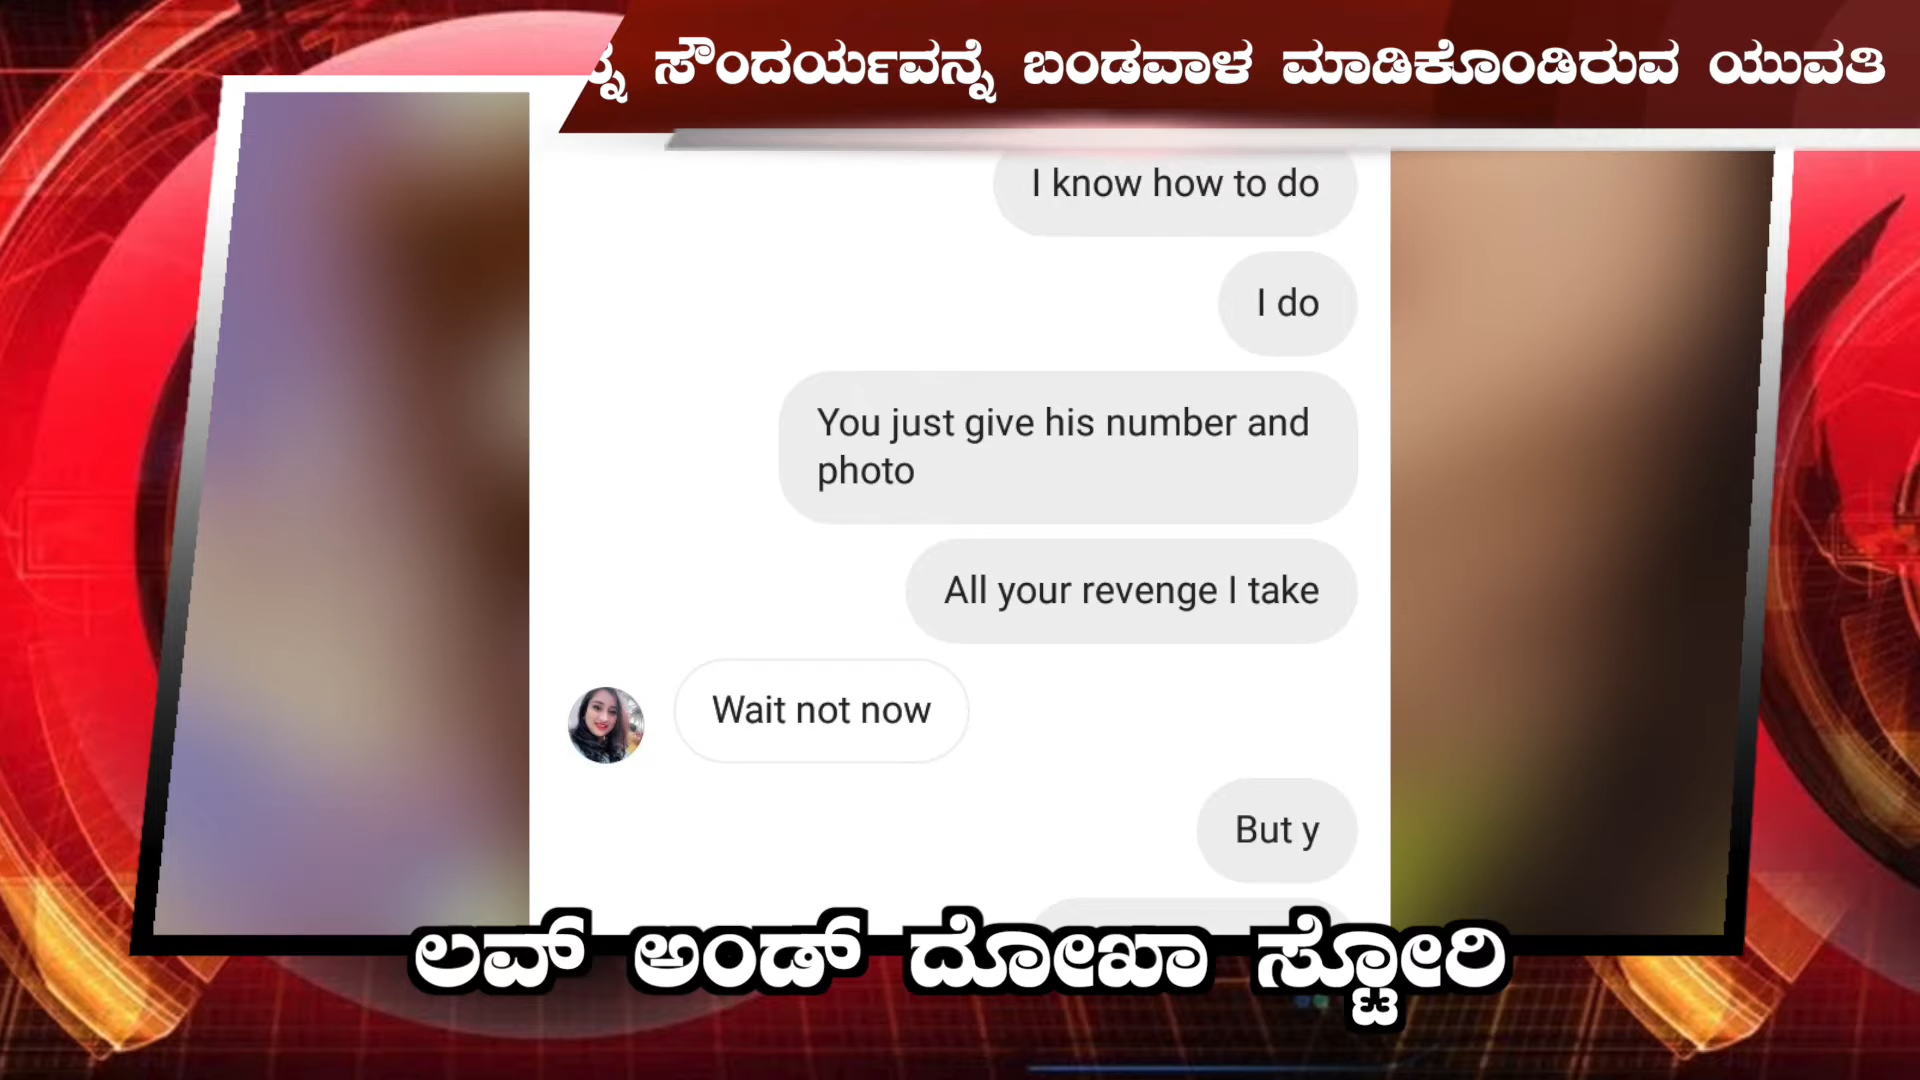 ಸೌಂದರ್ಯವನ್ನೆ ಬಂಡವಾಳ ಮಾಡಿಕೊಂಡಿರುವ ಯುವತಿ
I know how to do
I do
You just give his number and
photo
All your revenge I take
Wait not now
But y
ಲವ್ ಅಂಡ್ ದೋಖಾ ಸ್ಟೋರಿ